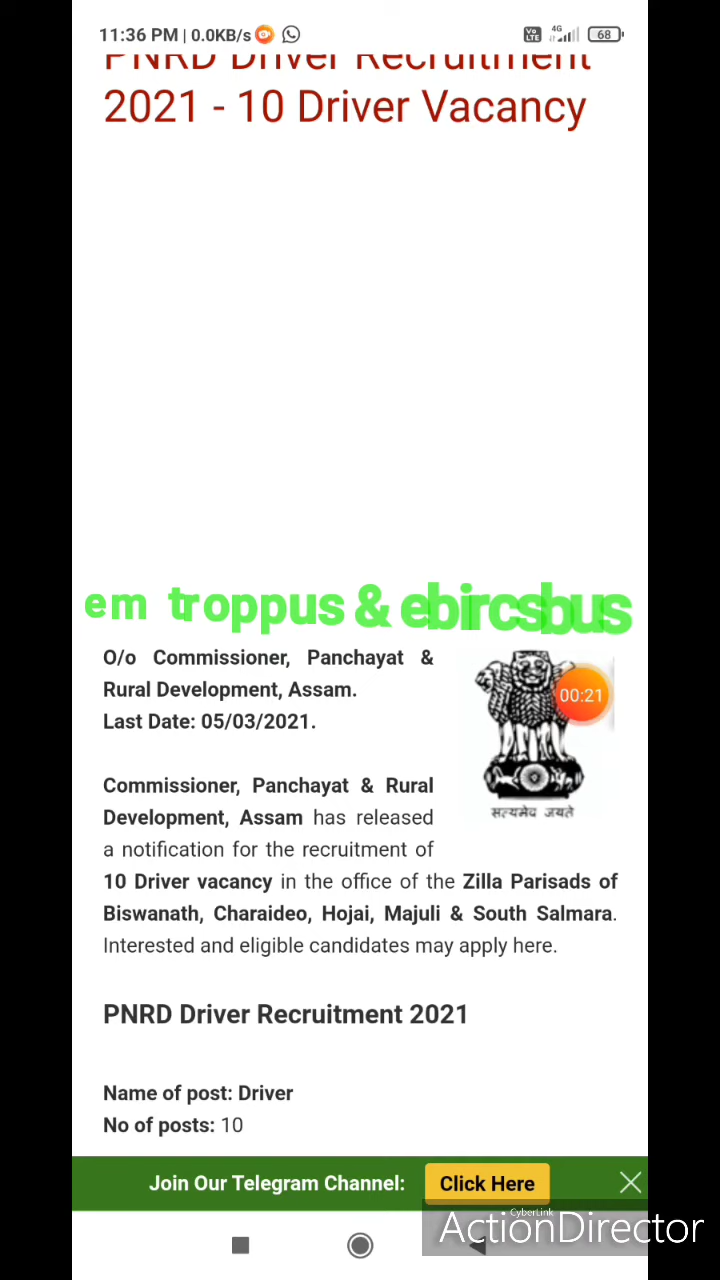 11:36 PM | 0.0KB/s
Vo LTE 4G 68
PNRD Driver Recruitment
2021 - 10 Driver Vacancy
em troppus & ebircsbus
O/o Commissioner, Panchayat &
Rural Development, Assam.
Last Date: 05/03/2021.
00:21
सत्यमेव जयते
Commissioner, Panchayat & Rural
Development, Assam has released
a notification for the recruitment of
10 Driver vacancy in the office of the Zilla Parisads of
Biswanath, Charaideo, Hojai, Majuli & South Salmara.
Interested and eligible candidates may apply here.
PNRD Driver Recruitment 2021
Name of post: Driver
No of posts: 10
Join Our Telegram Channel: Click Here
CyberLink
ActionDirector